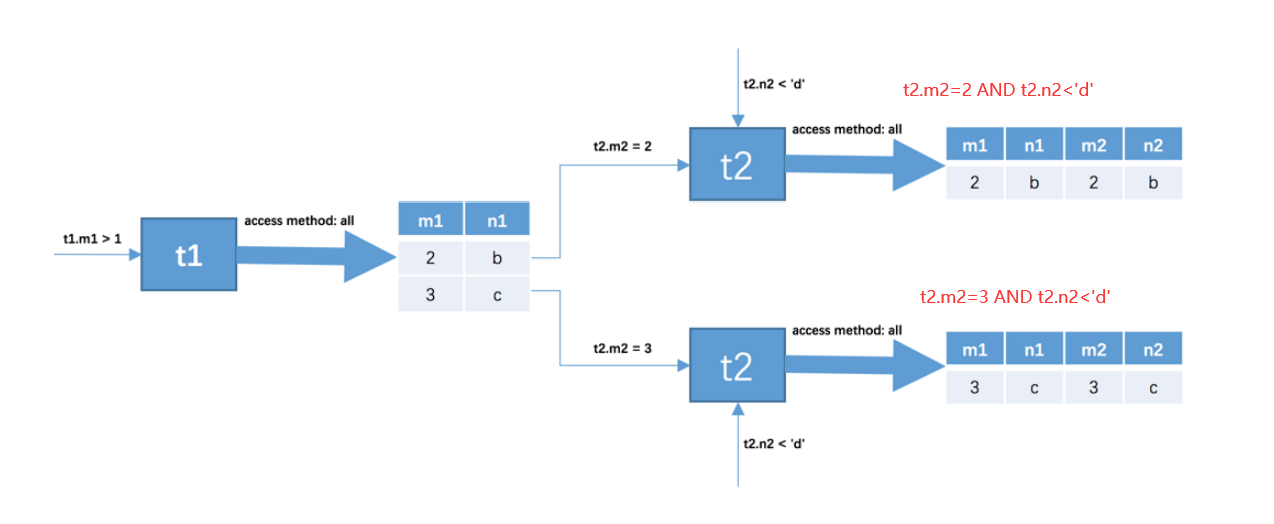 t1.m1 > 1
t1
access method: all
m1 n1
2 b
3 c
t2.m2 = 2
t2.n2 < 'd'
t2
access method: all
t2.m2=2 AND t2.n2<'d'
m1 n1 m2 n2
2 b 2 b
t2.m2 = 3
t2
access method: all
t2.n2 < 'd'
t2.m2=3 AND t2.n2<'d'
m1 n1 m2 n2
3 c 3 c